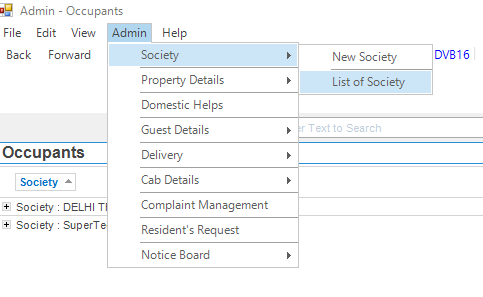 Admin - Occupants
File Edit View Admin Help
Back Forward DVB16
Society
New Society
List of Society
Property Details
Domestic Helps
Guest Details
Text to Search
Delivery
Cab Details
Complaint Management
Resident's Request
Notice Board
Occupants
Society
Society : DELHI
Society :